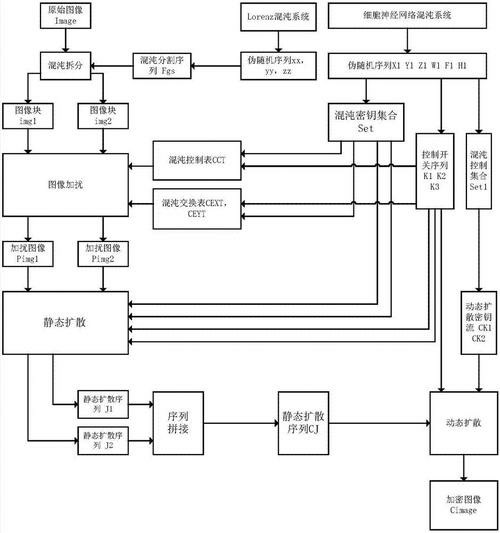 原始图像
Image
Lorenz混沌系统
细胞神经网络混沌系统
混沌拆分
混沌分割序
列 Fgs
伪随机序列xx,
yy, zz
伪随机序列X1 Y1 Z1 W1 F1 H1
图像块
img1
图像块
img2
混沌密钥集合
Set
图像加扰
混沌控制表CCT
控制开
关序列
K1 K2
K3
混沌
控制
集合
Set1
混沌交换表CEXT,
CEYT
加扰图像
Pimg1
加扰图像
Pimg2
静态扩散
动态扩
散密钥
流 CK1
CK2
静态扩散序
列 J1
静态扩散序
列 J2
序列
拼接
静态扩散
序列CJ
动态扩散
加密图像
Cimage